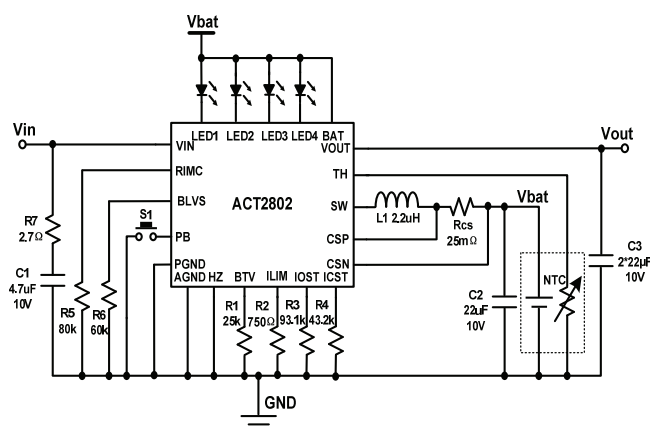 Vbat
LED1 LED2 LED3 LED4 BAT
Vin
VIN
VOUT
Vout
RIMC
TH
BLVS
ACT2802
SW
L1 2.2uH
Rcs
25mΩ
Vbat
S1
PB
CSP
R7
2.7Ω
PGND
CSN
AGND HZ BTV ILIM IOST ICST
NTC
C3
2*22µF
10V
C1
4.7uF
10V
R5
80k
R6
60k
R1
25k
R2
750Ω
R3
93.1k
R4
43.2k
C2
22uF
10V
GND